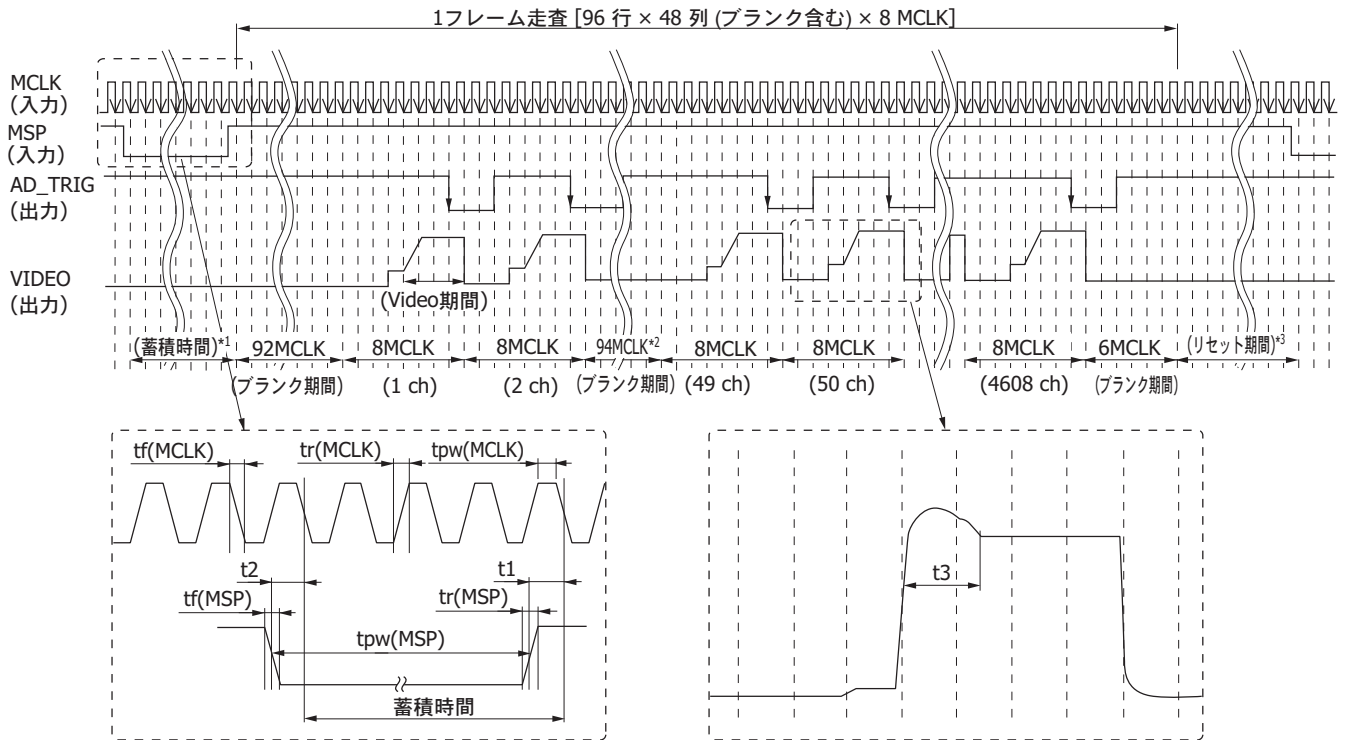 1フレーム走査 [96 行 × 48 列 (ブランク含む) × 8 MCLK]
MCLK
(入力)
MSP
(入力)
AD_TRIG
(出力)
VIDEO
(出力)
(Video期間)
(蓄積時間)*1
92MCLK
8MCLK
8MCLK
94MCLK*2
8MCLK
8MCLK
8MCLK
6MCLK
(リセット期間)*3
(ブランク期間)
(1 ch)
(2 ch)
(ブランク期間)
(49 ch)
(50 ch)
(4608 ch)
(ブランク期間)
tf(MCLK)
tr(MCLK)
tpw(MCLK)
t2
t1
tf(MSP)
tr(MSP)
tpw(MSP)
蓄積時間
t3